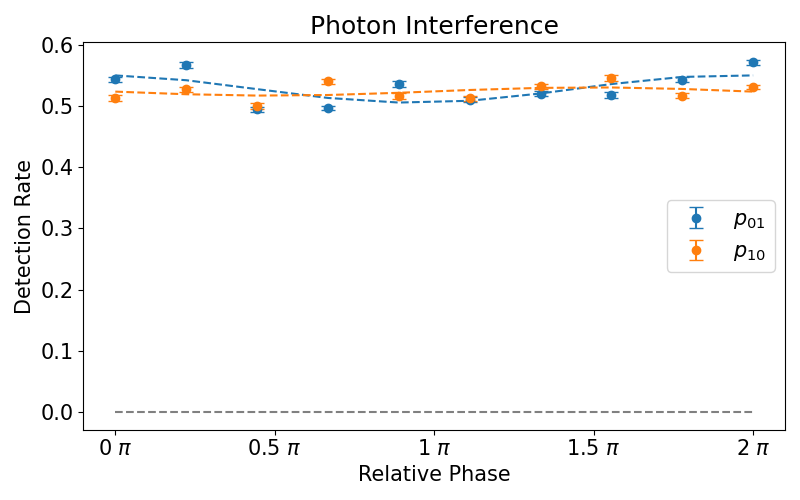 Photon Interference
Detection Rate
0.6
0.5
0.4
0.3
0.2
0.1
0.0
p₀₁
p₁₀
0 π
0.5 π
1 π
1.5 π
2 π
Relative Phase